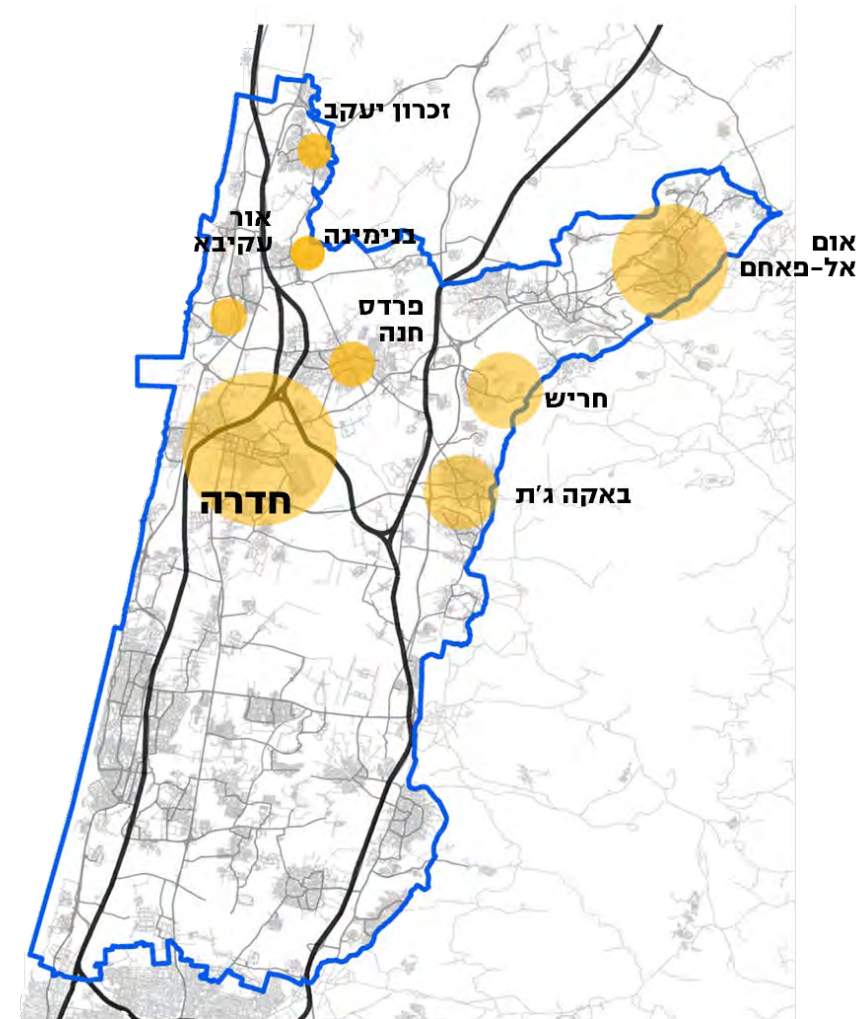 זכרון יעקב
אור
עקיבא
בנימינה
אום
אל-פאחם
פרדס
חנה
חריש
באקה ג'ת
חדרה